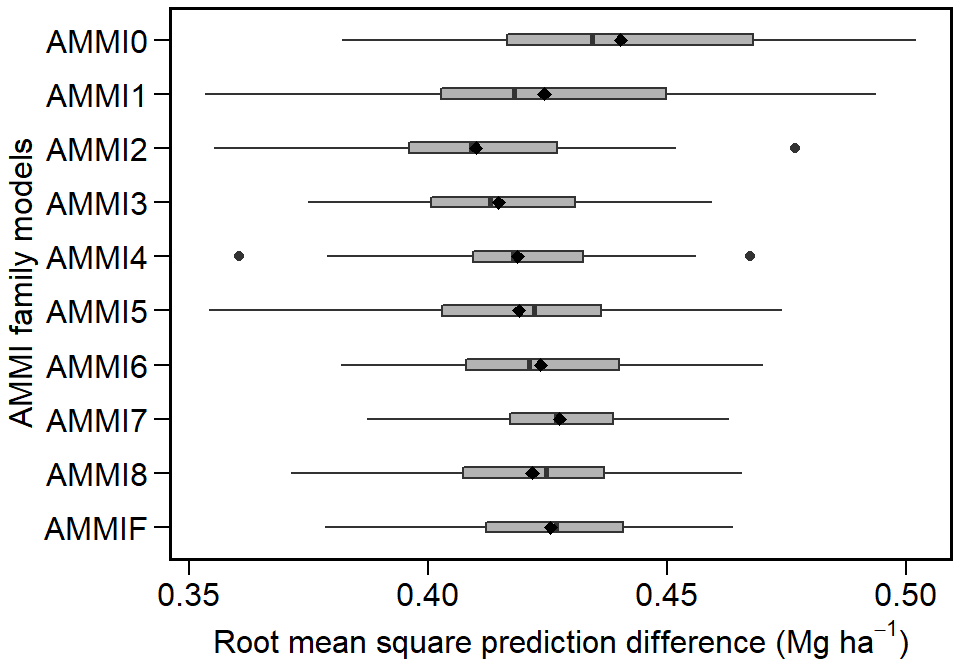 AMMI family models
AMMI0
AMMI1
AMMI2
AMMI3
AMMI4
AMMI5
AMMI6
AMMI7
AMMI8
AMMIF
0.35 0.40 0.45 0.50
Root mean square prediction difference (Mg ha⁻¹)